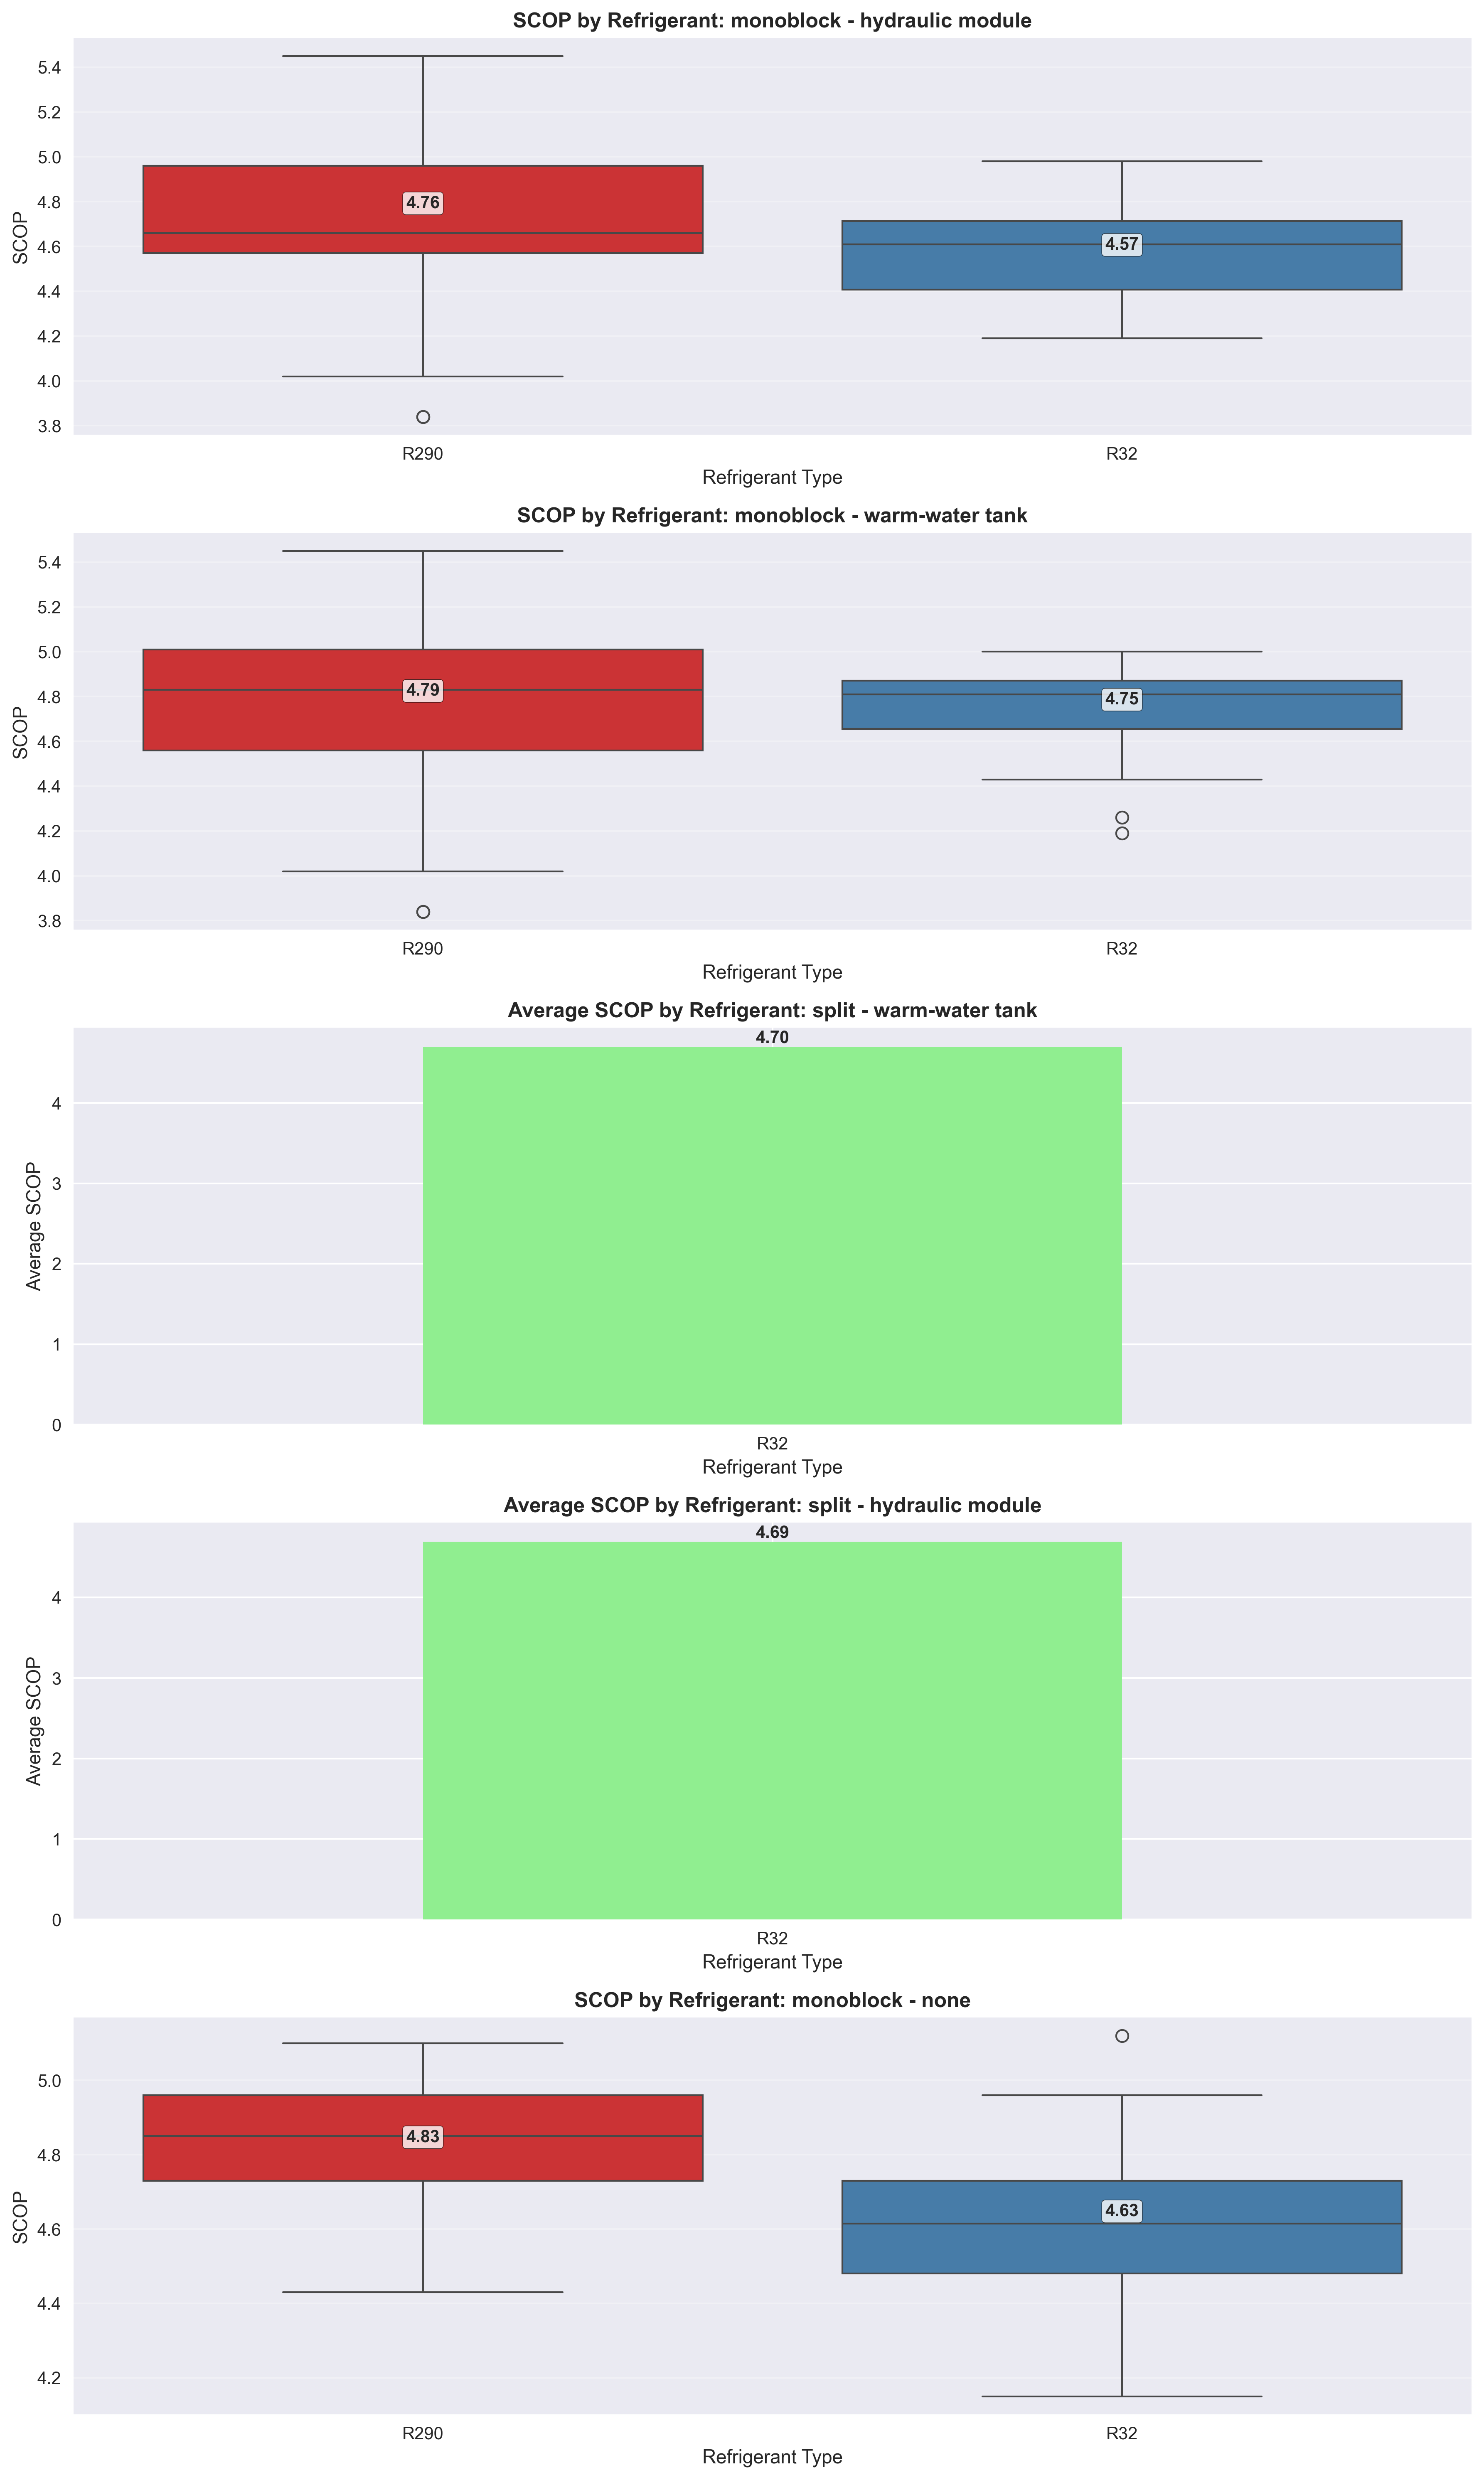 SCOP by Refrigerant: monoblock - hydraulic module
5.4
5.2
5.0
4.8
4.6
4.4
4.2
4.0
3.8
SCOP
4.76
4.57
R290
R32
Refrigerant Type
SCOP by Refrigerant: monoblock - warm-water tank
5.4
5.2
5.0
4.8
4.6
4.4
4.2
4.0
3.8
SCOP
4.79
4.75
R290
R32
Refrigerant Type
Average SCOP by Refrigerant: split - warm-water tank
4.70
4
3
2
1
0
Average SCOP
R32
Refrigerant Type
Average SCOP by Refrigerant: split - hydraulic module
4.69
4
3
2
1
0
Average SCOP
R32
Refrigerant Type
SCOP by Refrigerant: monoblock - none
5.0
4.8
4.6
4.4
4.2
SCOP
4.83
4.63
R290
R32
Refrigerant Type